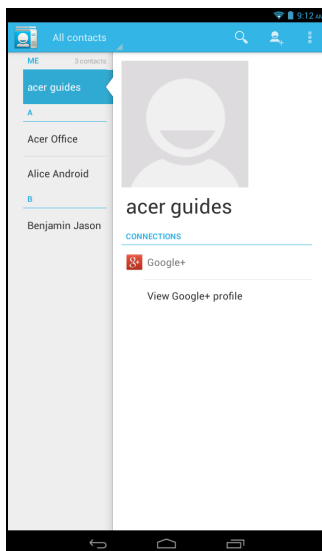 9:12 AM
All contacts
ME 3 contacts
acer guides
A
Acer Office
Alice Android
B
Benjamin Jason
acer guides
CONNECTIONS
g+ Google+
View Google+ profile